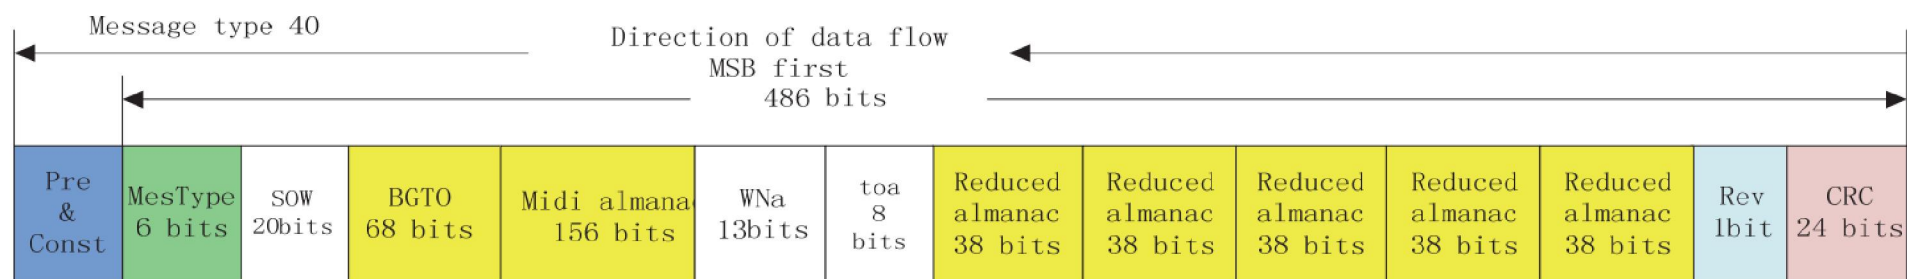 Message type 40
Direction of data flow
MSB first
486 bits
Pre
&
Const
MesType
6 bits
SOW
20bits
BGTO
68 bits
Midi almana
156 bits
WNa
13bits
toa
8
bits
Reduced
almanac
38 bits
Reduced
almanac
38 bits
Reduced
almanac
38 bits
Reduced
almanac
38 bits
Reduced
almanac
38 bits
Rev
1bit
CRC
24 bits